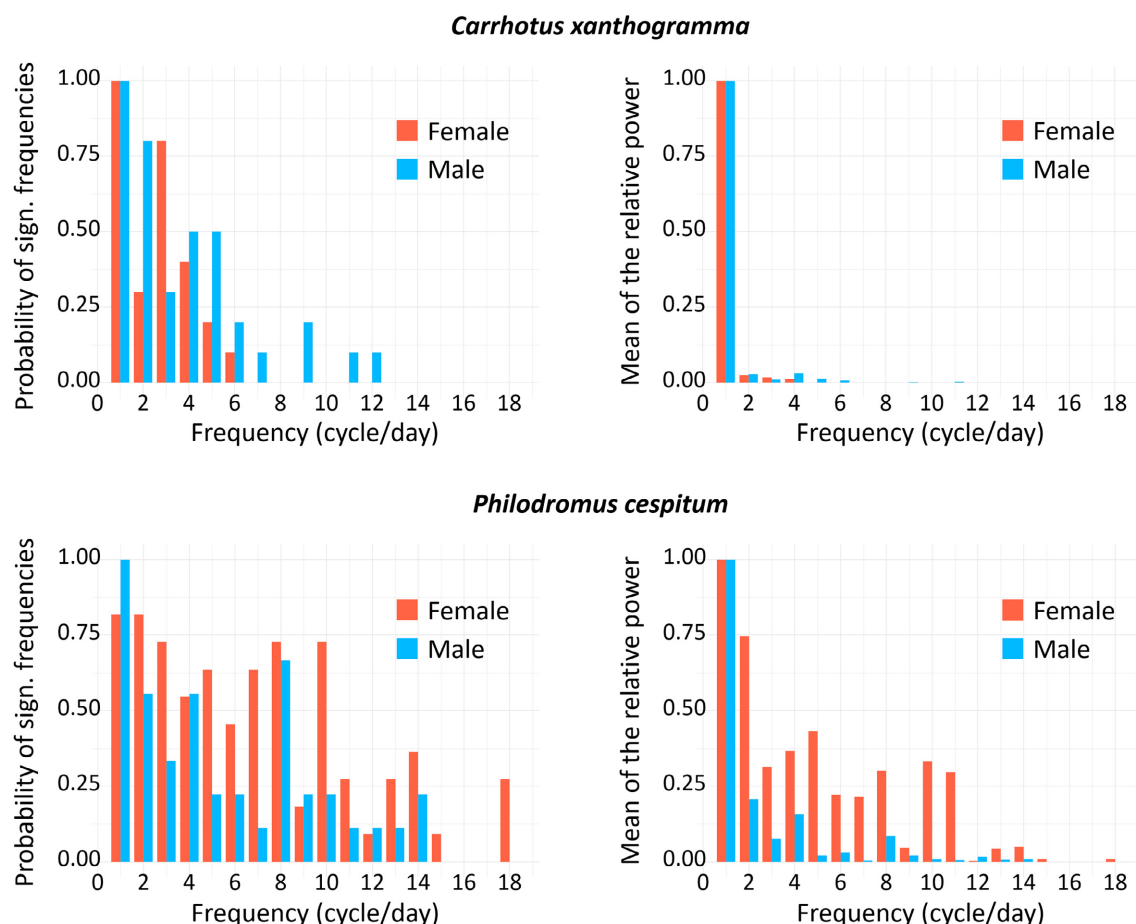 Carrhotus xanthogramma
Probability of sign. frequencies
1.00
0.75
0.50
0.25
0.00
0 2 4 6 8 10 12 14 16 18
Frequency (cycle/day)
Female
Male
Mean of the relative power
1.00
0.75
0.50
0.25
0.00
0 2 4 6 8 10 12 14 16 18
Frequency (cycle/day)
Female
Male
Philodromus cespitum
Probability of sign. frequencies
1.00
0.75
0.50
0.25
0.00
0 2 4 6 8 10 12 14 16 18
Frequency (cycle/day)
Female
Male
Mean of the relative power
1.00
0.75
0.50
0.25
0.00
0 2 4 6 8 10 12 14 16 18
Frequency (cycle/day)
Female
Male